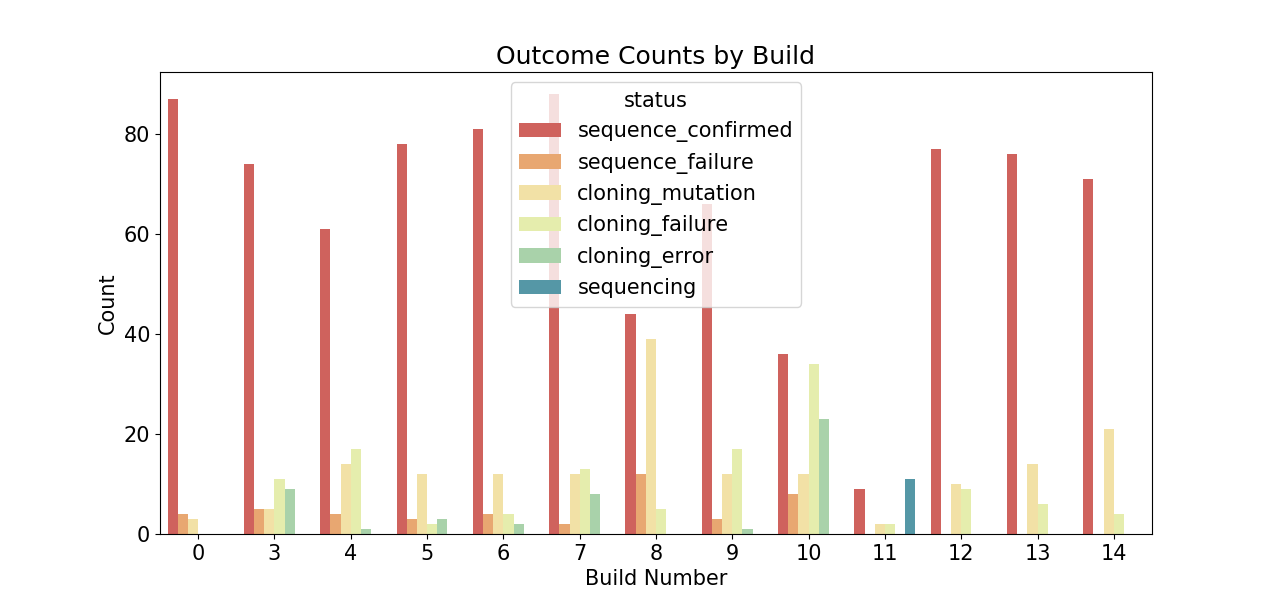 Outcome Counts by Build
status
sequence_confirmed
sequence_failure
cloning_mutation
cloning_failure
cloning_error
sequencing
Count
80
60
40
20
0
0 3 4 5 6 7 8 9 10 11 12 13 14
Build Number